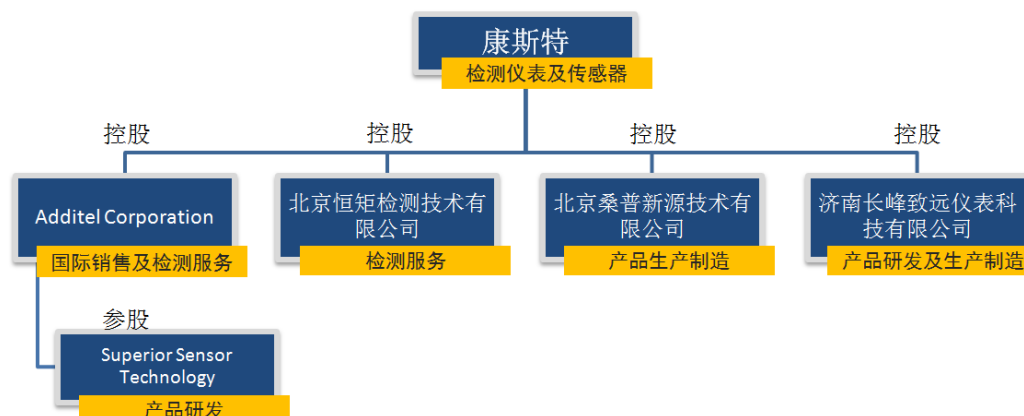 康斯特
检测仪表及传感器
控股
控股
控股
控股
Additel Corporation
国际销售及检测服务
北京恒矩检测技术有
限公司
检测服务
北京桑普新源技术有
限公司
产品生产制造
济南长峰致远仪表科
技有限公司
产品研发及生产制造
参股
Superior Sensor
Technology
产品研发